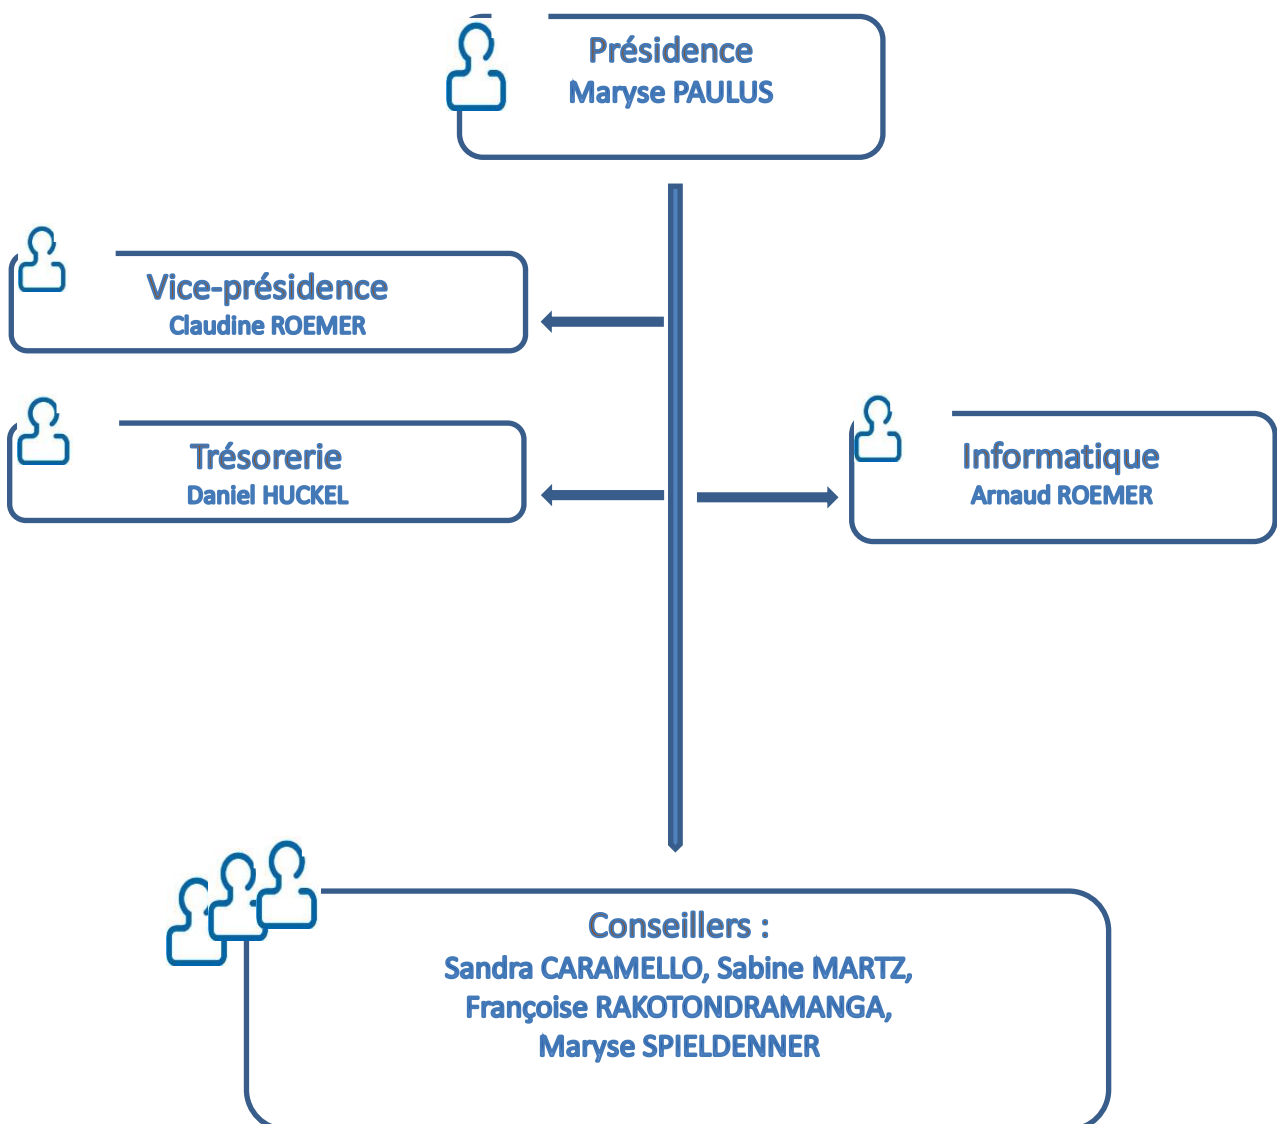 Présidence
Maryse PAULUS
Vice-présidence
Claudine ROEMER
Trésorerie
Daniel HUCKEL
Informatique
Arnaud ROEMER
Conseillers :
Sandra CARAMELLO, Sabine MARTZ,
Françoise RAKOTONDRAMANGA,
Maryse SPIELDENNER